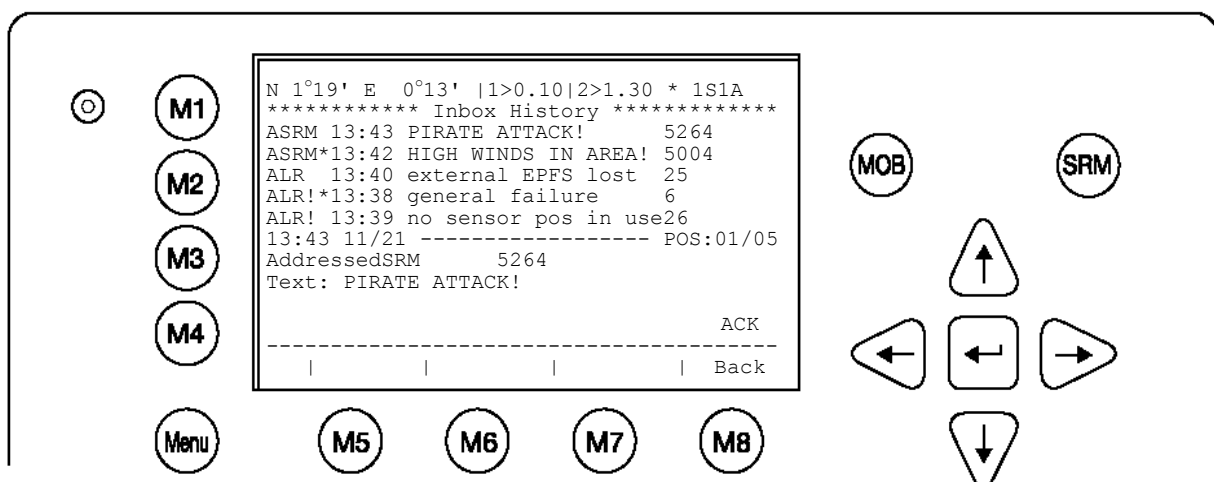 N 1°19' E  0°13' |1>0.10|2>1.30 * 1S1A
************ Inbox History *************
ASRM 13:43 PIRATE ATTACK!      5264
ASRM*13:42 HIGH WINDS IN AREA! 5004
ALR  13:40 external EPFS lost  25
ALR!*13:38 general failure     6
ALR! 13:39 no sensor pos in use26
13:43 11/21 ------------------ POS:01/05
AddressedSRM      5264
Text: PIRATE ATTACK!
ACK
----------------------------------------
|        |         |         |  Back
M1
M2
M3
M4
Menu
M5
M6
M7
M8
MOB
SRM